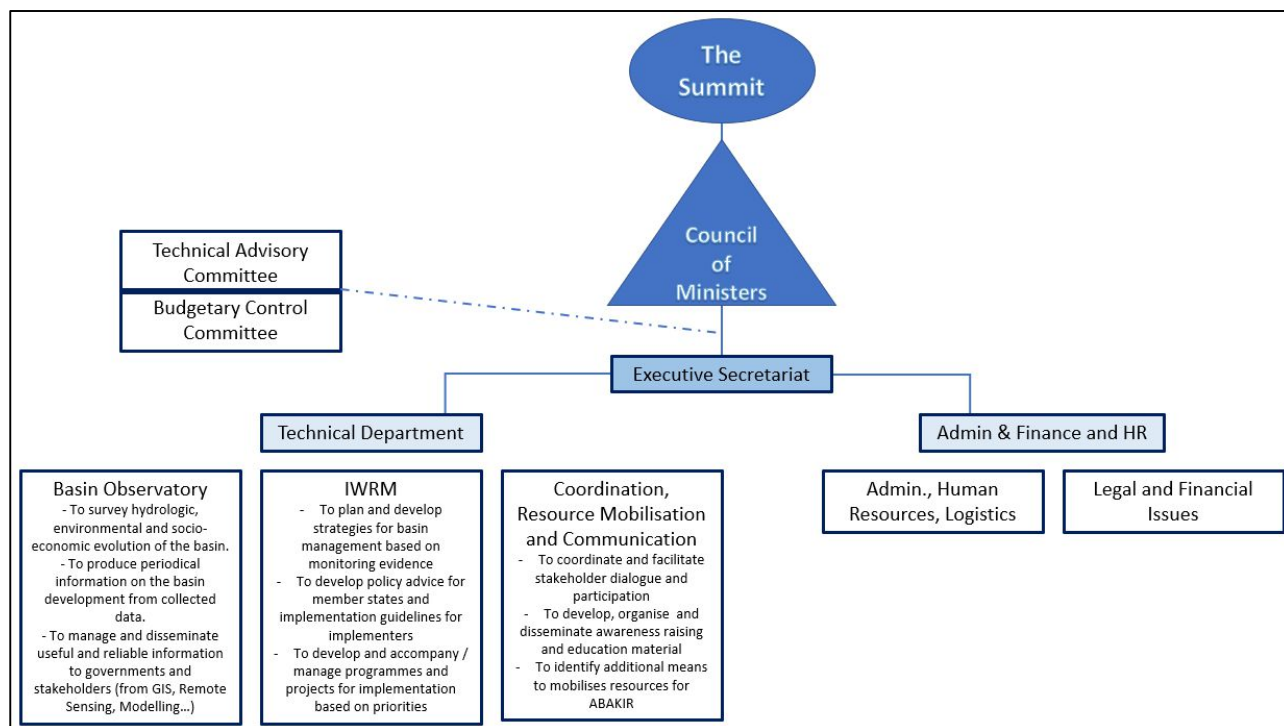 The
Summit
Council
of
Ministers
Technical Advisory
Committee
Budgetary Control
Committee
Executive Secretariat
Technical Department
Admin & Finance and HR
Basin Observatory
- To survey hydrologic,
environmental and socio-
economic evolution of the basin.
- To produce periodical
information on the basin
development from collected
data.
- To manage and disseminate
useful and reliable information
to governments and
stakeholders (from GIS, Remote
Sensing, Modelling...)
IWRM
- To plan and develop
strategies for basin
management based on
monitoring evidence
- To develop policy advice for
member states and
implementation guidelines for
implementers
- To develop and accompany /
manage programmes and
projects for implementation
based on priorities
Coordination,
Resource Mobilisation
and Communication
- To coordinate and facilitate
stakeholder dialogue and
participation
- To develop, organise and
disseminate awareness raising
and education material
- To identify additional means
to mobilises resources for
ABAKIR
Admin., Human
Resources, Logistics
Legal and Financial
Issues